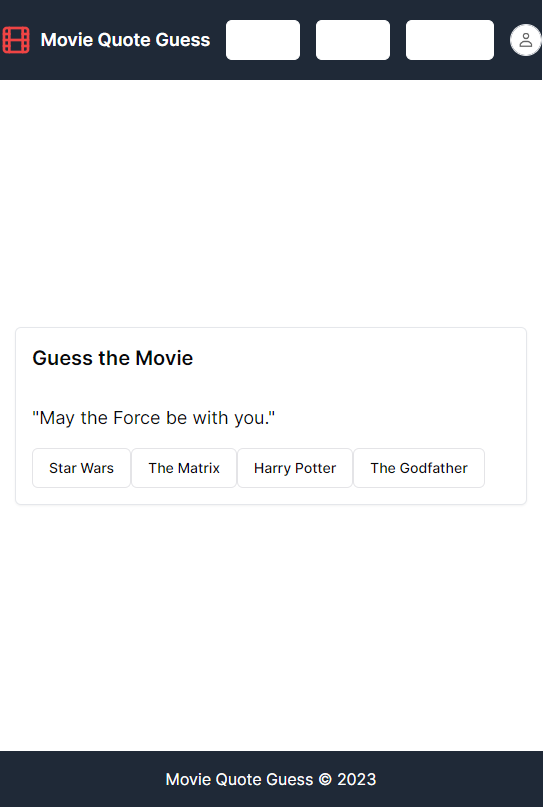 Movie Quote Guess
Guess the Movie
"May the Force be with you."
Star Wars The Matrix Harry Potter The Godfather
Movie Quote Guess © 2023